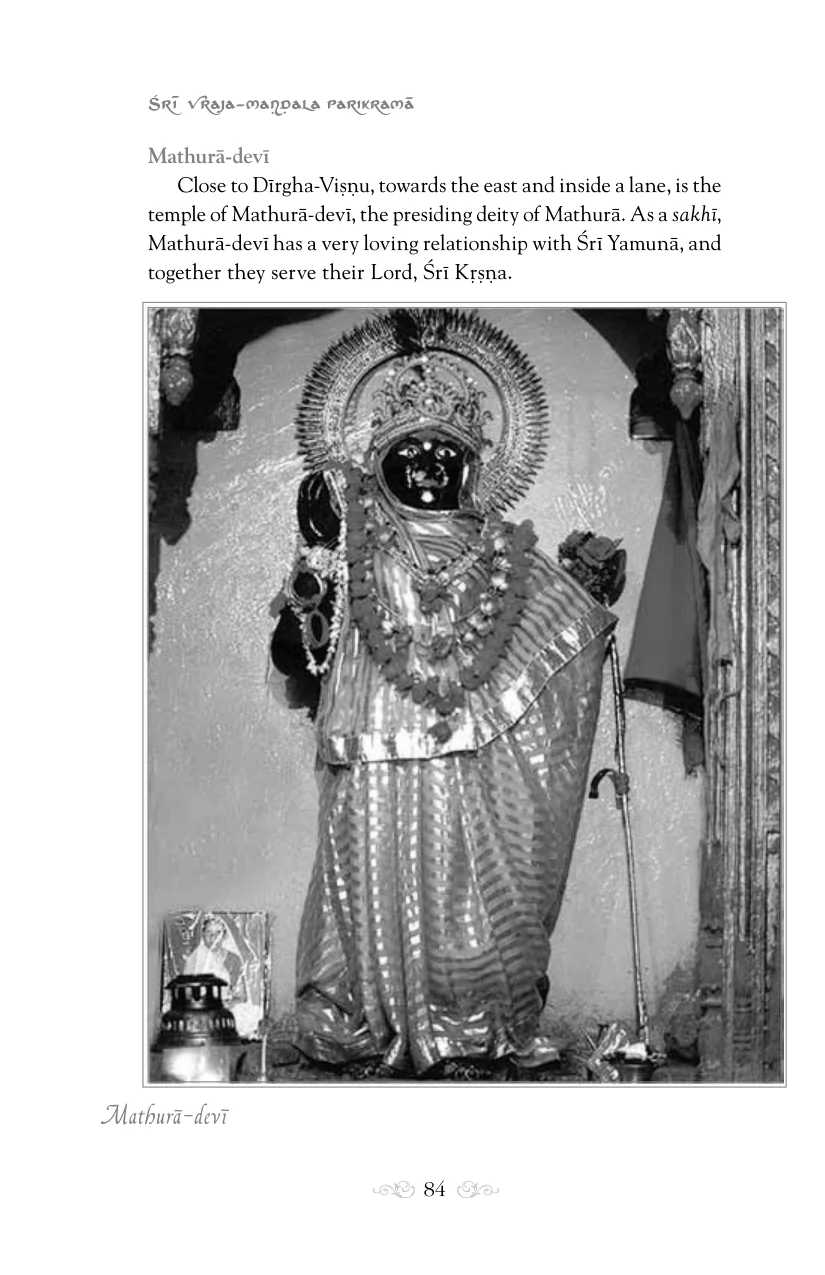 Śrī Vraja-maṇḍala Parikramā
Mathurā-devī
Close to Dīrgha-Viṣṇu, towards the east and inside a lane, is the
temple of Mathurā-devī, the presiding deity of Mathurā. As a sakhī,
Mathurā-devī has a very loving relationship with Śrī Yamunā, and
together they serve their Lord, Śrī Kṛṣṇa.
Mathurā-devī
84